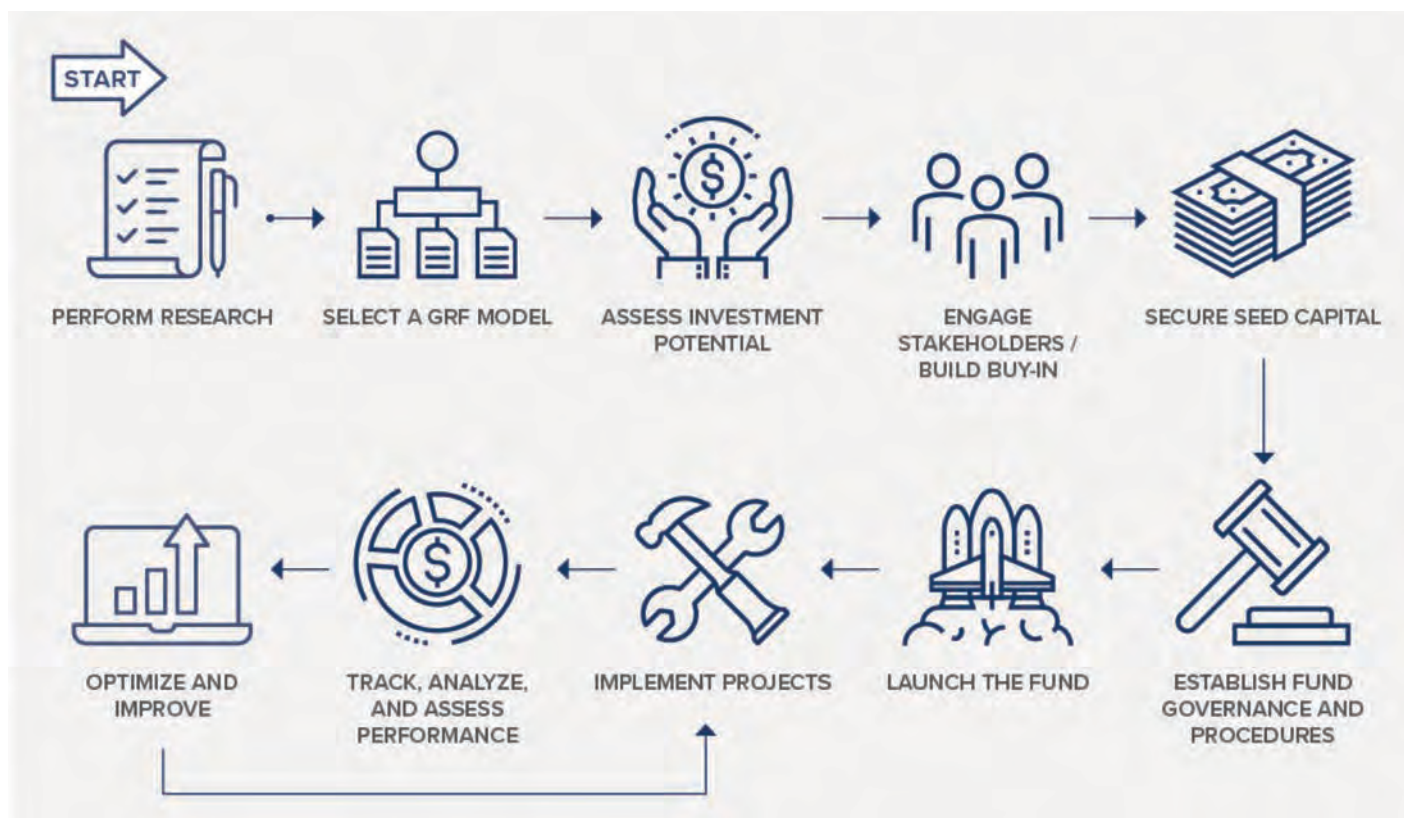 START
PERFORM RESEARCH
SELECT A GRF MODEL
ASSESS INVESTMENT
POTENTIAL
ENGAGE
STAKEHOLDERS /
BUILD BUY-IN
SECURE SEED CAPITAL
OPTIMIZE AND
IMPROVE
TRACK, ANALYZE,
AND ASSESS
PERFORMANCE
IMPLEMENT PROJECTS
LAUNCH THE FUND
ESTABLISH FUND
GOVERNANCE AND
PROCEDURES